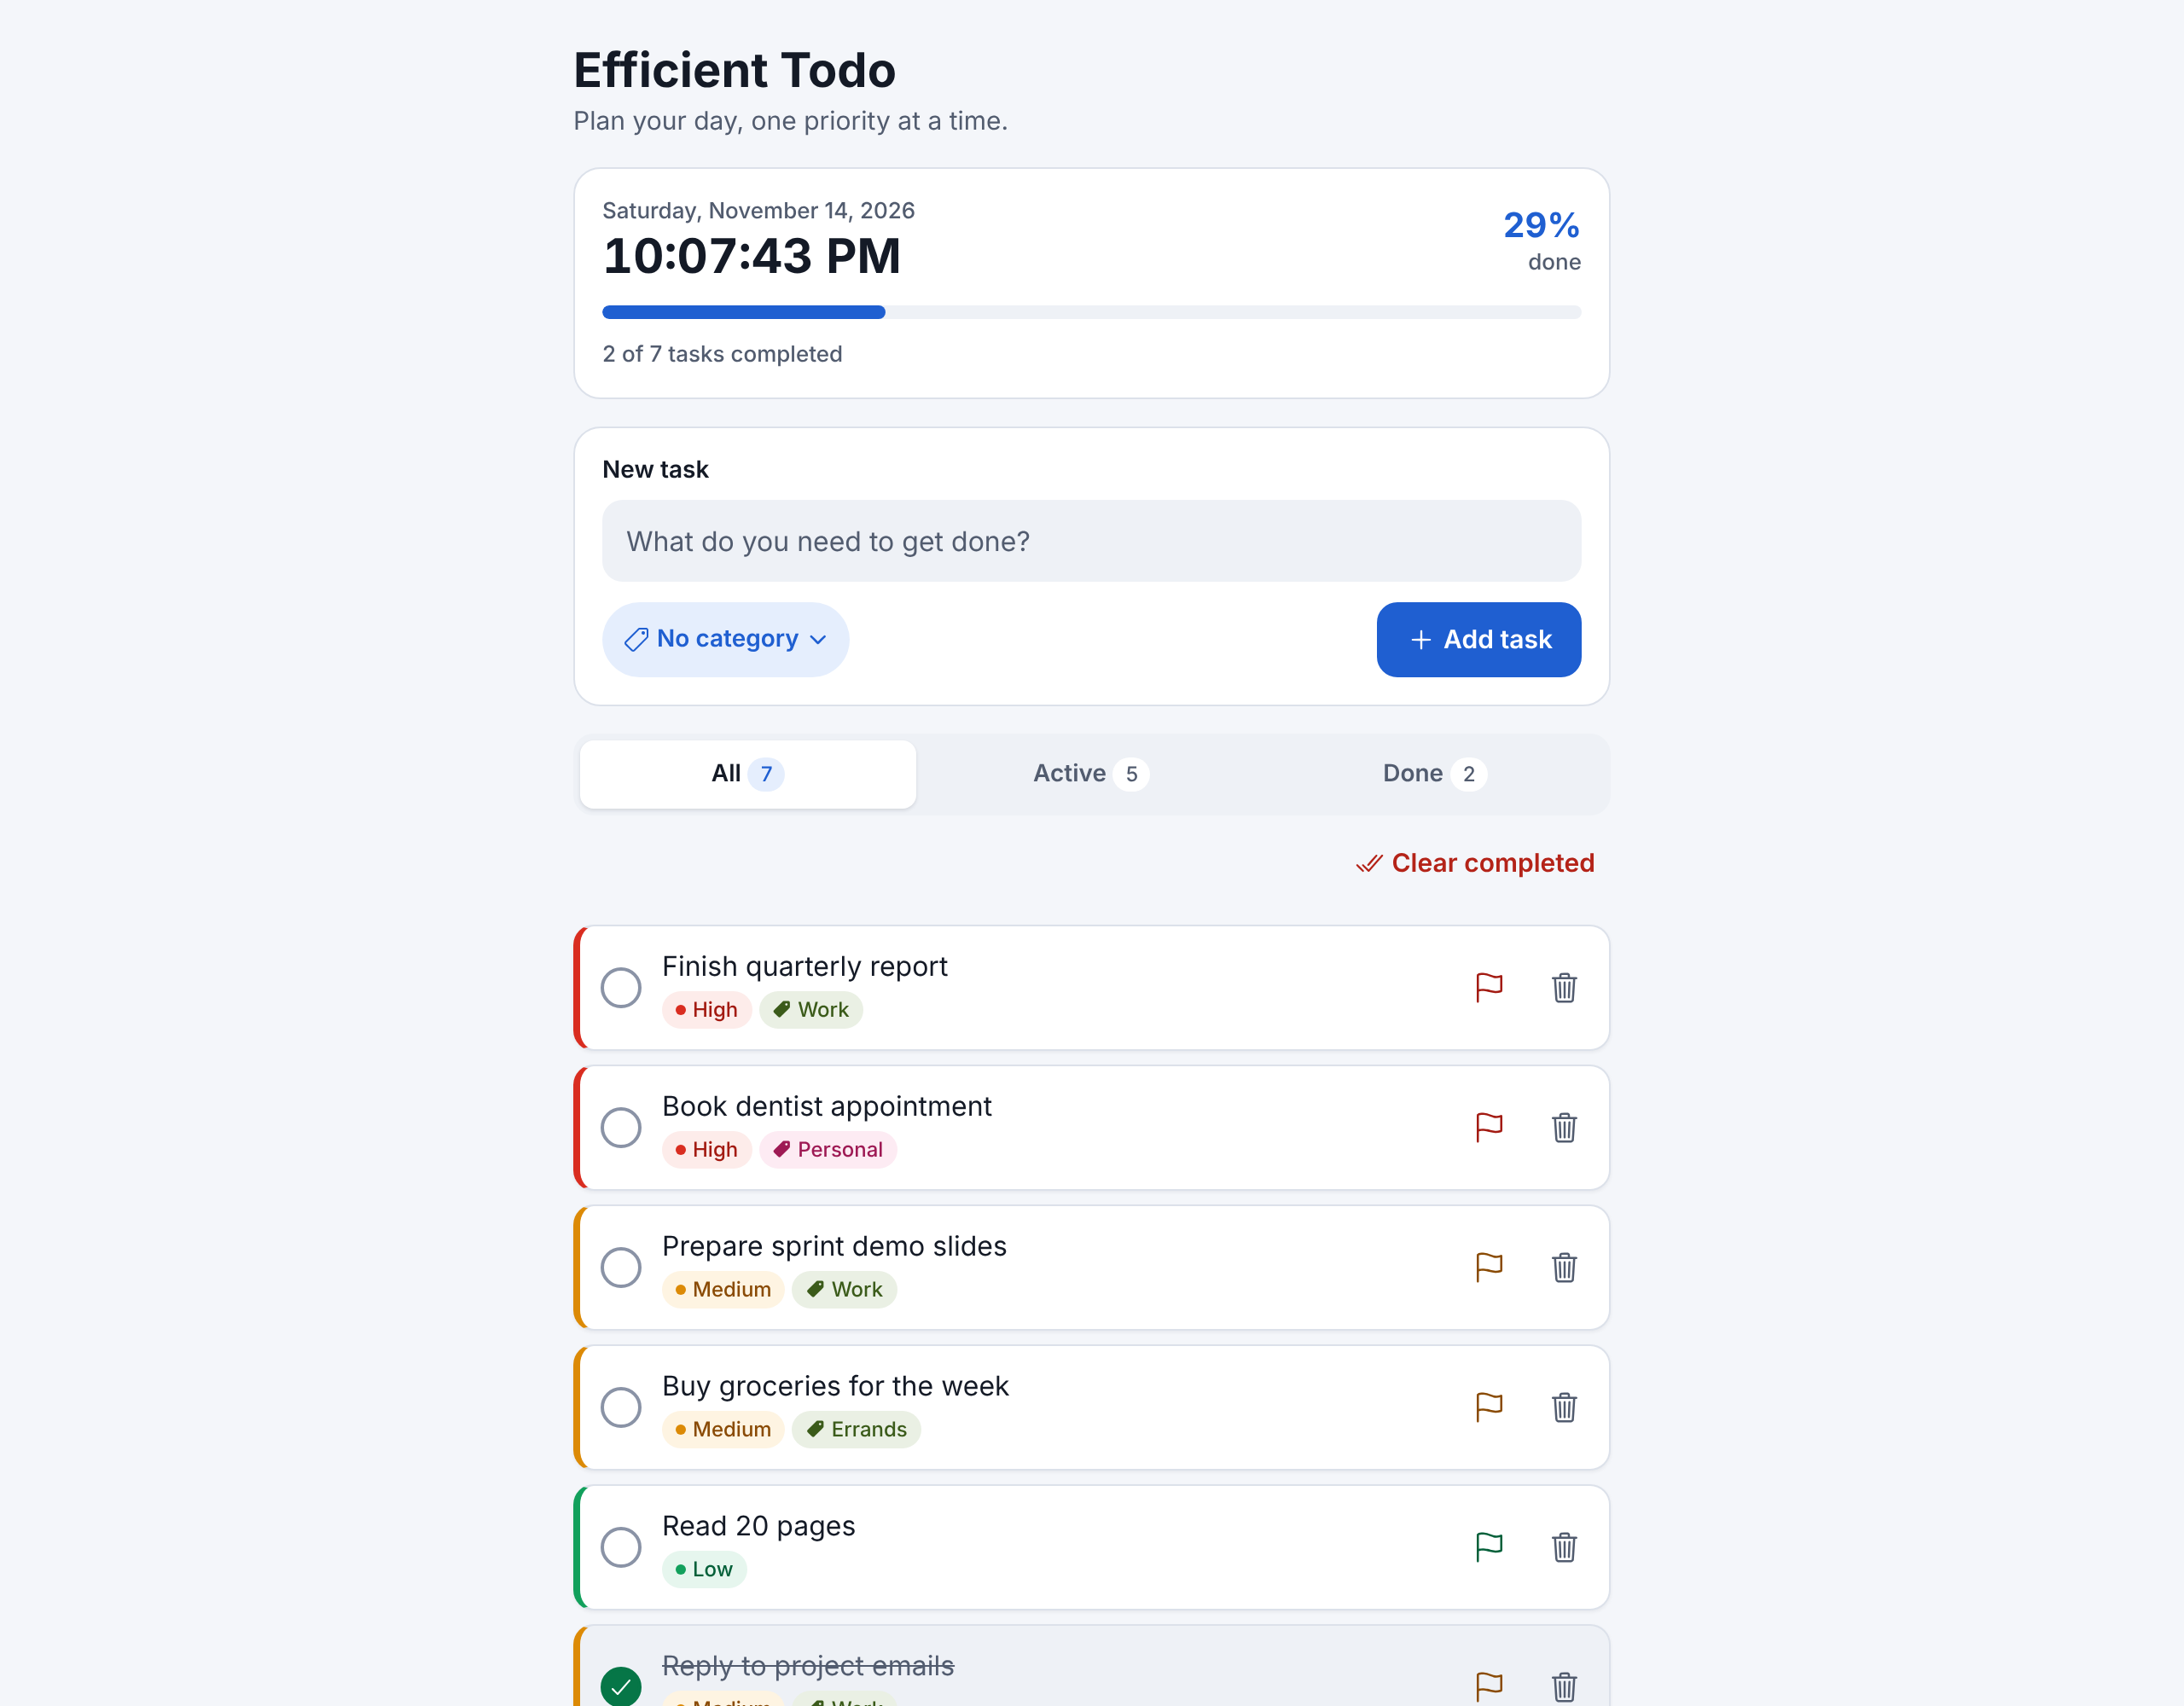 Efficient Todo
Plan your day, one priority at a time.
Saturday, November 14, 2026
10:07:43 PM
29%
done
2 of 7 tasks completed
New task
What do you need to get done?
No category
Add task
All 7
Active 5
Done 2
Clear completed
Finish quarterly report
High Work
Book dentist appointment
High Personal
Prepare sprint demo slides
Medium Work
Buy groceries for the week
Medium Errands
Read 20 pages
Low
Reply to project emails
Medium Work